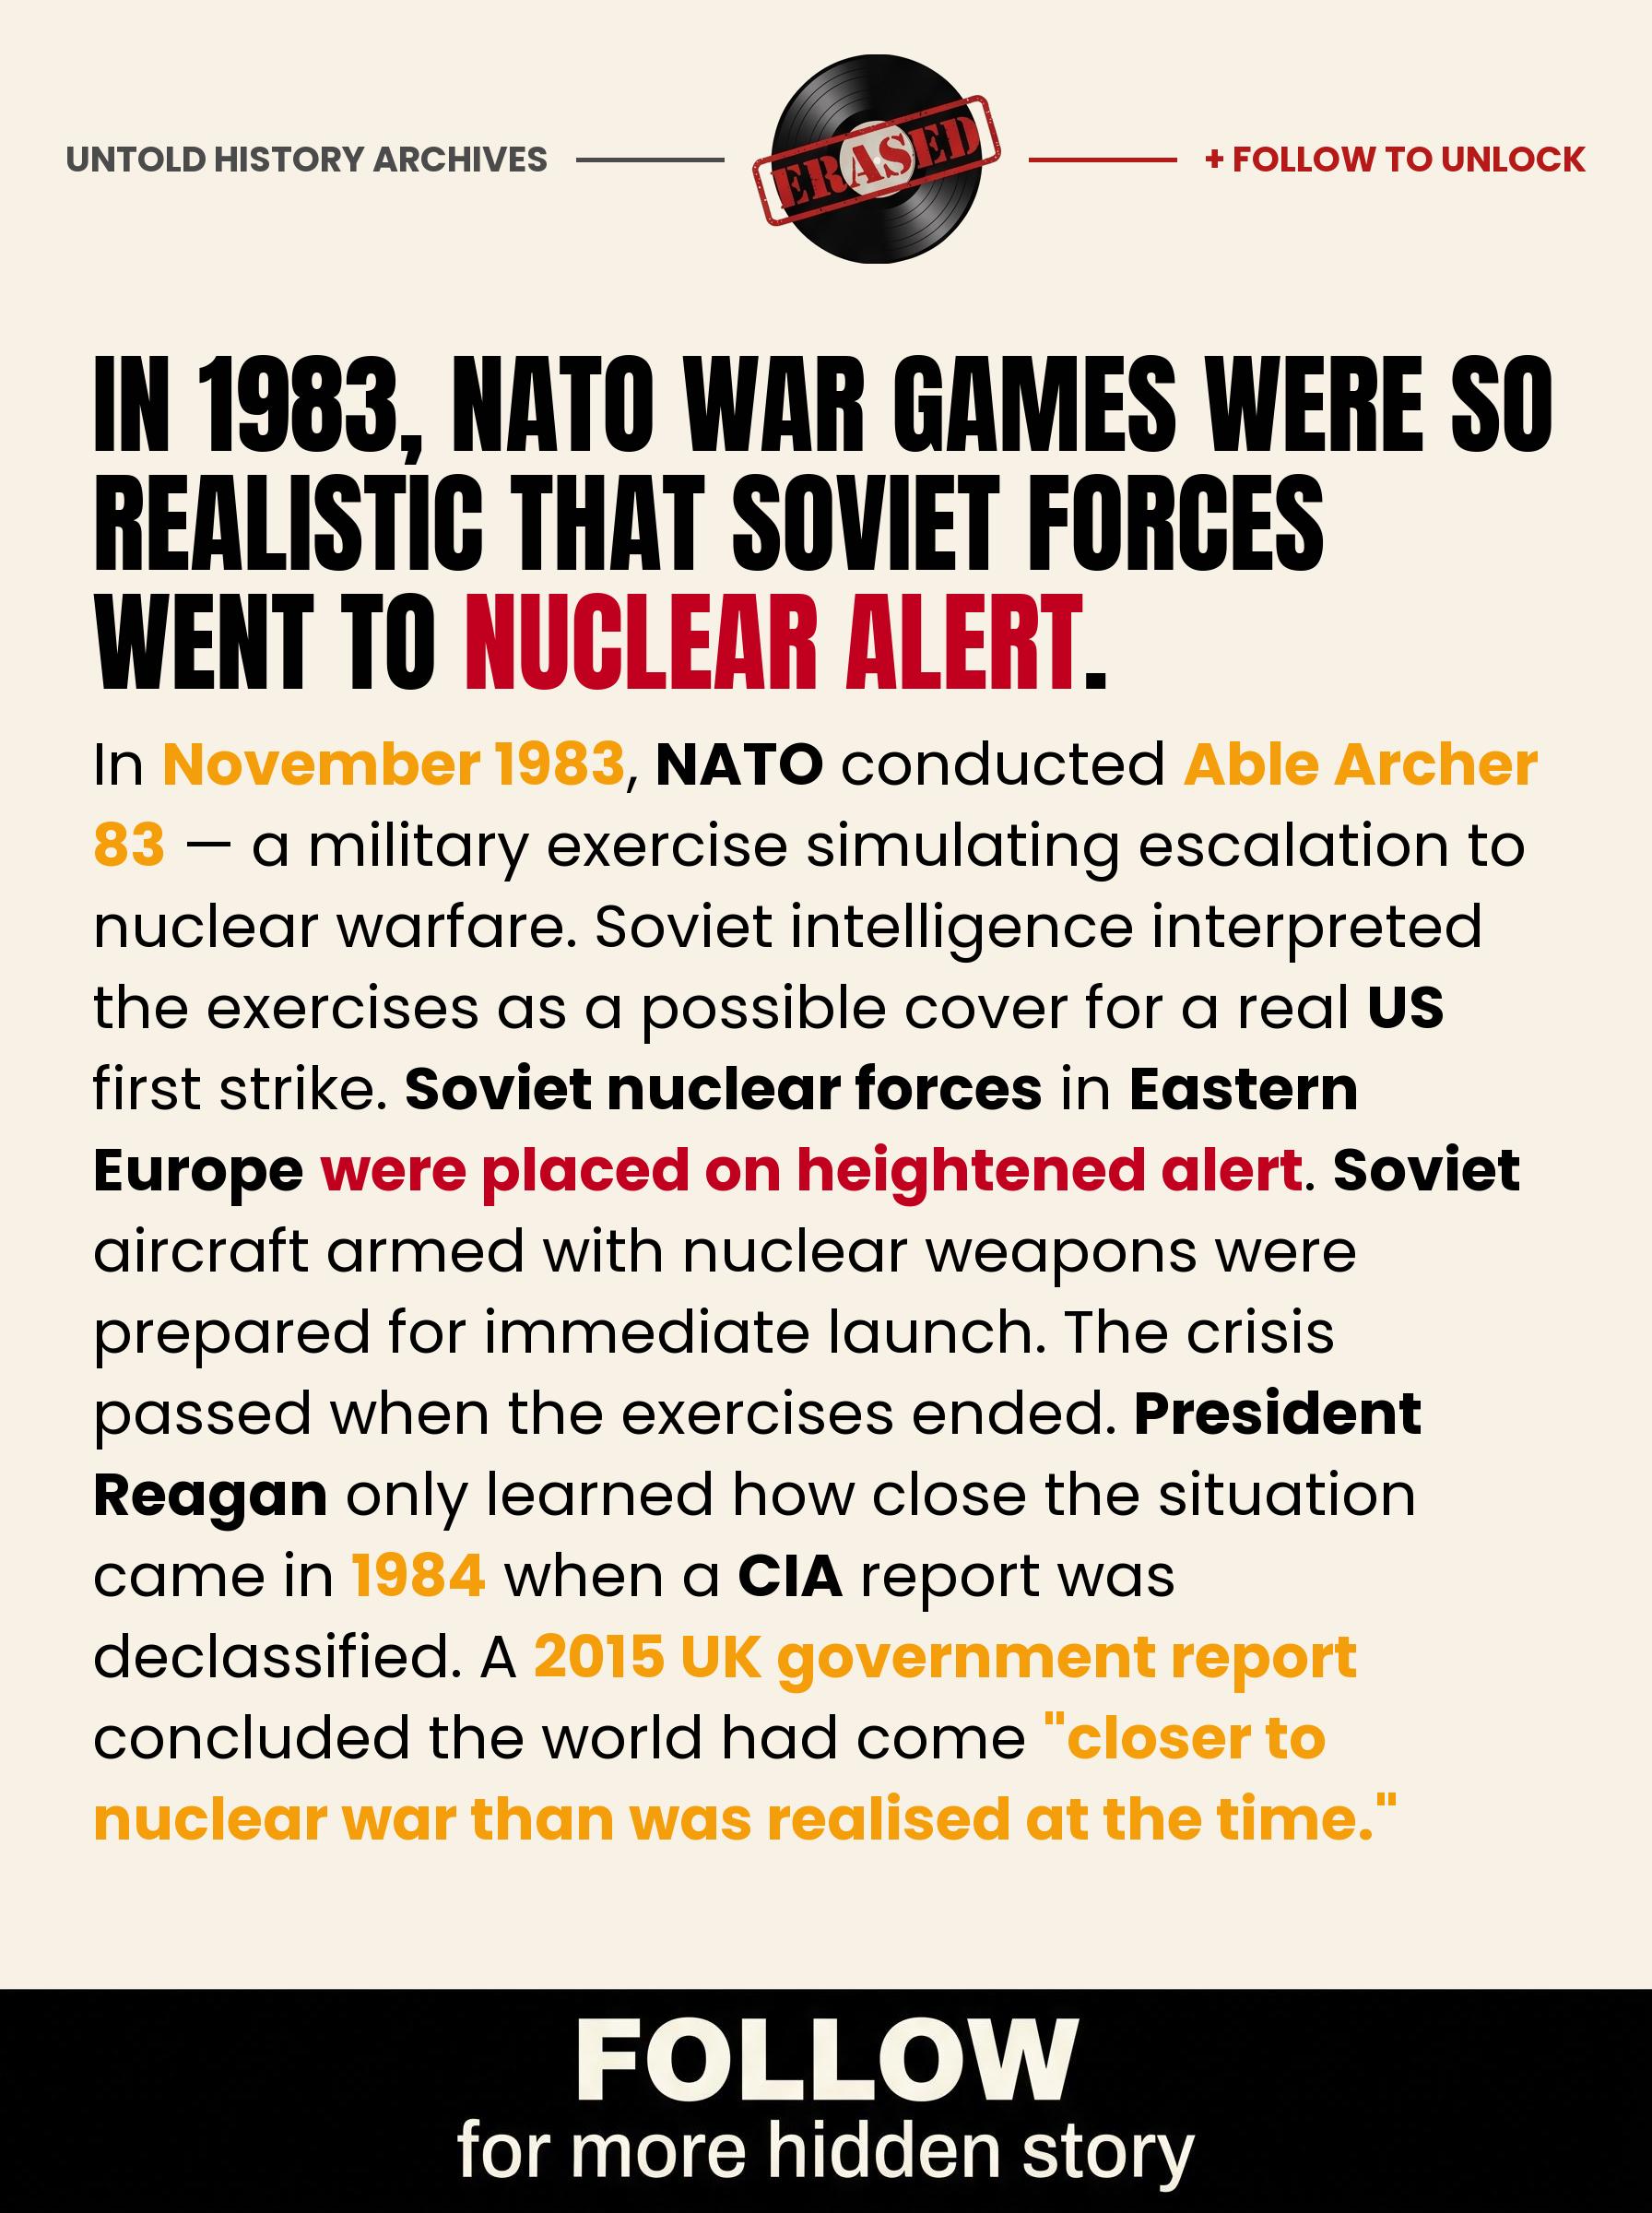 UNTOLD HISTORY ARCHIVES
ERASED
+ FOLLOW TO UNLOCK
IN 1983, NATO WAR GAMES WERE SO
REALISTIC THAT SOVIET FORCES
WENT TO NUCLEAR ALERT.
In November 1983, NATO conducted Able Archer
83 — a military exercise simulating escalation to
nuclear warfare. Soviet intelligence interpreted
the exercises as a possible cover for a real US
first strike. Soviet nuclear forces in Eastern
Europe were placed on heightened alert. Soviet
aircraft armed with nuclear weapons were
prepared for immediate launch. The crisis
passed when the exercises ended. President
Reagan only learned how close the situation
came in 1984 when a CIA report was
declassified. A 2015 UK government report
concluded the world had come "closer to
nuclear war than was realised at the time."
FOLLOW
for more hidden story